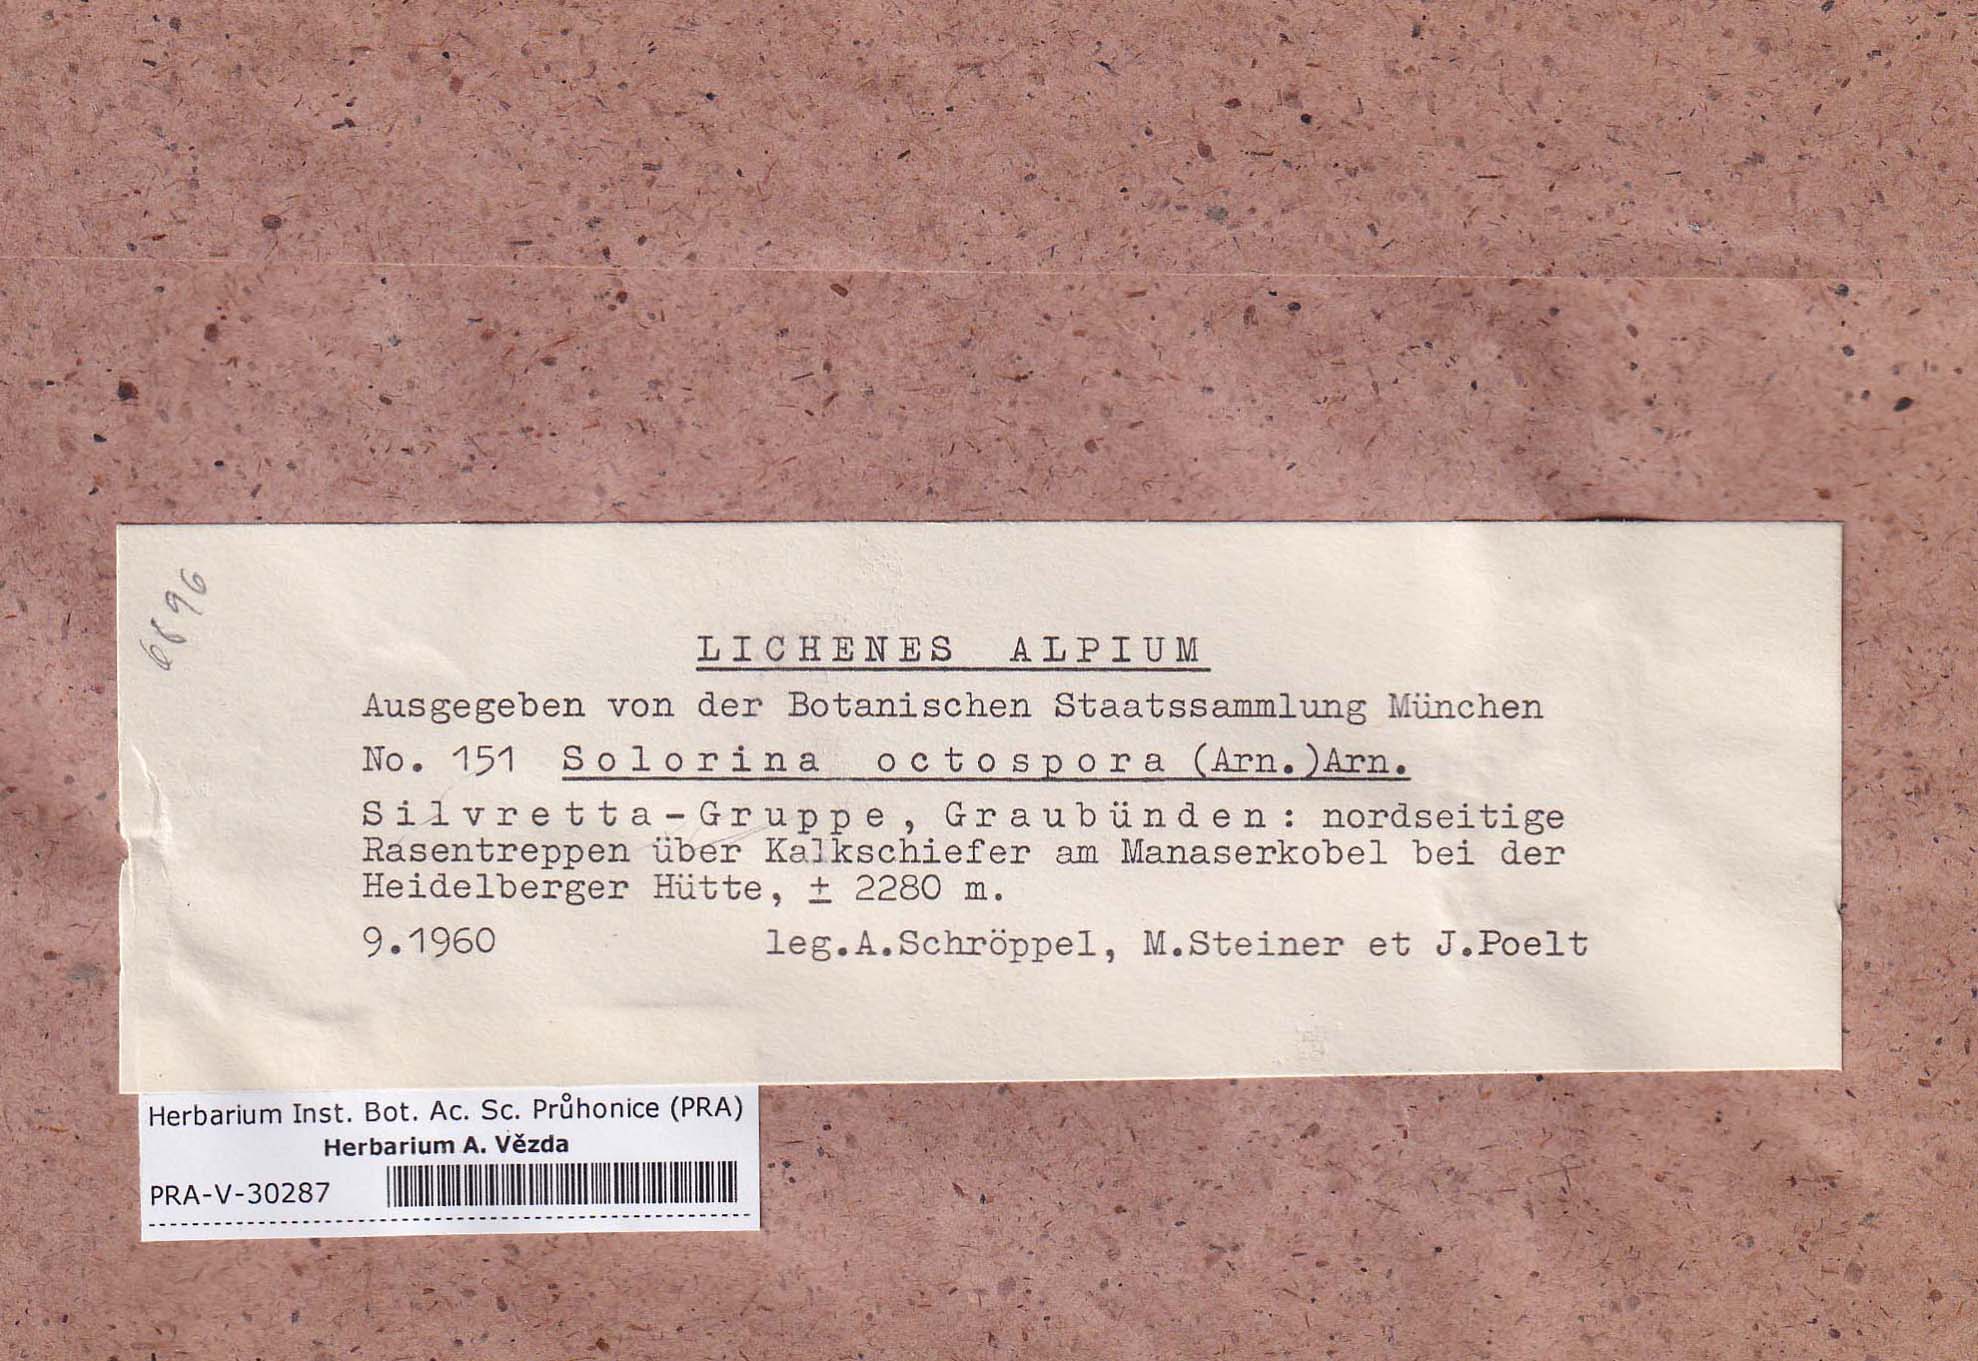 6896
LICHENES ALPIUM
Ausgegeben von der Botanischen Staatssammlung München
No. 151 Solorina octospora (Arn.)Arn.
Silvretta-Gruppe, Graubünden: nordseitige
Rasentreppen über Kalkschiefer am Manaserkobel bei der
Heidelberger Hütte, ± 2280 m.
9.1960 leg.A.Schröppel, M.Steiner et J.Poelt
Herbarium Inst. Bot. Ac. Sc. Průhonice (PRA)
Herbarium A. Vězda
PRA-V-30287